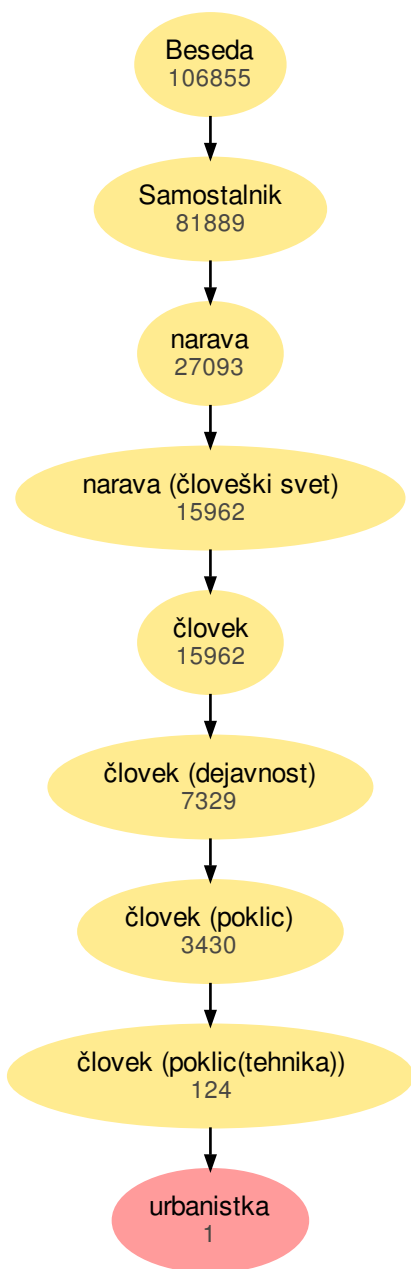 Beseda
106855
Samostalnik
81889
narava
27093
narava (človeški svet)
15962
človek
15962
človek (dejavnost)
7329
človek (poklic)
3430
človek (poklic(tehnika))
124
urbanistka
1